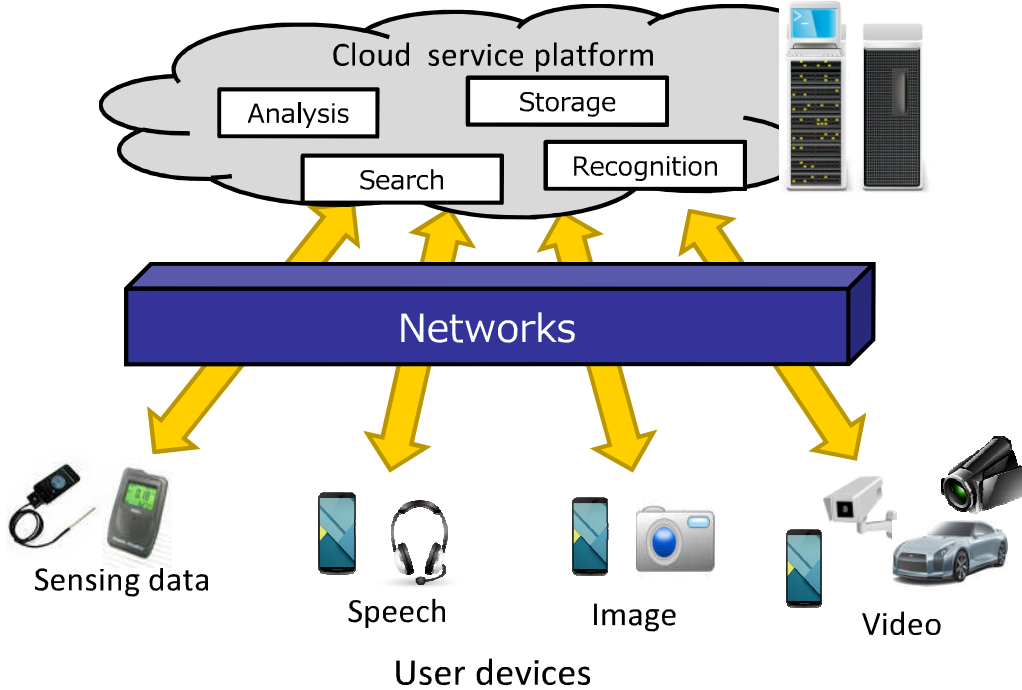 Cloud service platform
Analysis
Storage
Search
Recognition
Networks
Sensing data
Speech
Image
Video
User devices